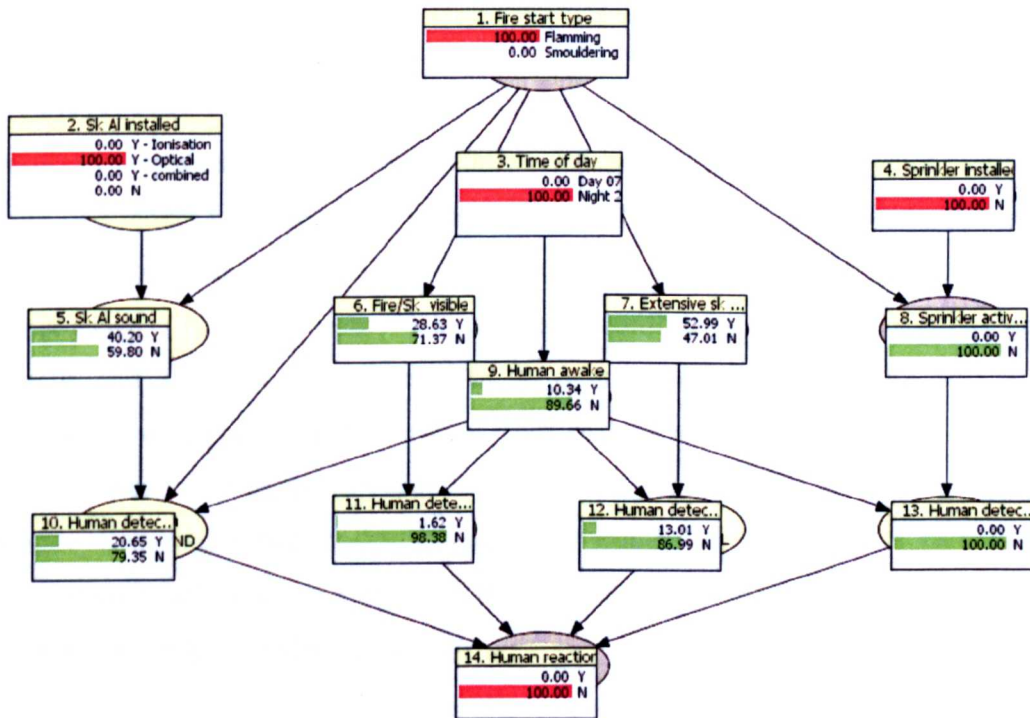 1. Fire start type
100.00 Flamming
0.00 Smouldering
2. Sk Al installed
0.00 Y - Ionisation
100.00 Y - Optical
0.00 Y - combined
0.00 N
3. Time of day
0.00 Day 07
100.00 Night 2
4. Sprinkler installed
0.00 Y
100.00 N
5. Sk Al sound
40.20 Y
59.80 N
6. Fire/Sk visible
28.63 Y
71.37 N
7. Extensive sk ...
52.99 Y
47.01 N
8. Sprinkler activ...
0.00 Y
100.00 N
9. Human awake
10.34 Y
89.66 N
10. Human detec...
20.65 Y
79.35 N
ND
11. Human dete...
1.62 Y
98.38 N
12. Human detec...
13.01 Y
86.99 N
L
13. Human detec...
0.00 Y
100.00 N
14. Human reaction
0.00 Y
100.00 N